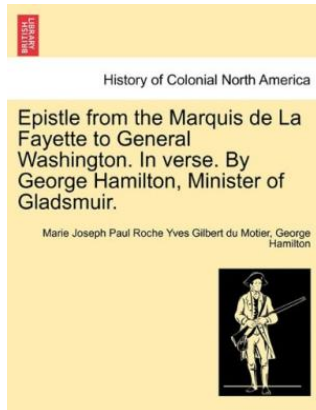 BRITISH
LIBRARY
History of Colonial North America
Epistle from the Marquis de La
Fayette to General
Washington. In verse. By
George Hamilton, Minister of
Gladsmuir.
Marie Joseph Paul Roche Yves Gilbert du Motier, George
Hamilton